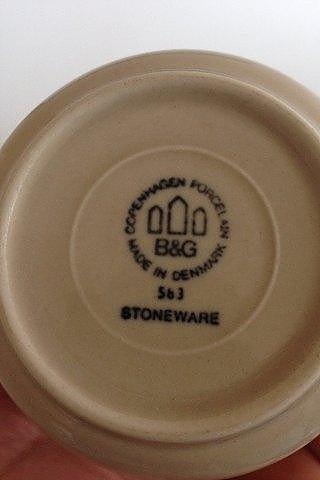 COPENHAGEN PORCELAIN
B&G
MADE IN DENMARK
563
STONEWARE